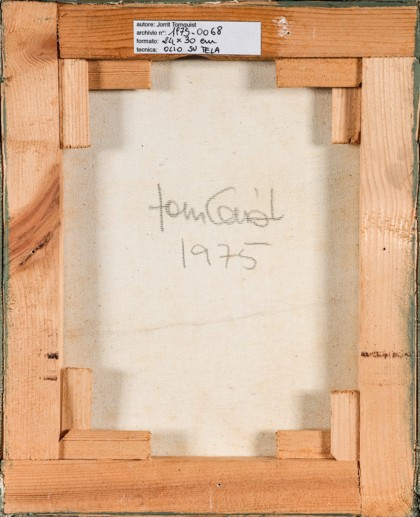 autore: Jorrit Tornquist
archivio n°: 1975-0068
formato: 24 x 30 cm
tecnica: OLIO SU TELA
Tornquist
1975